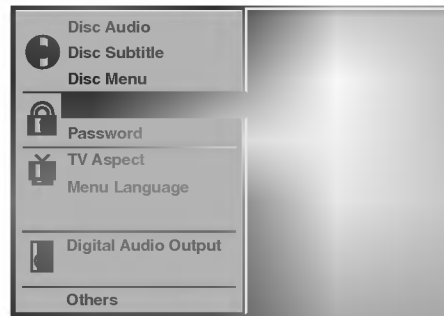 Disc Audio
Disc Subtitle
Disc Menu
Password
TV Aspect
Menu Language
Digital Audio Output
Others